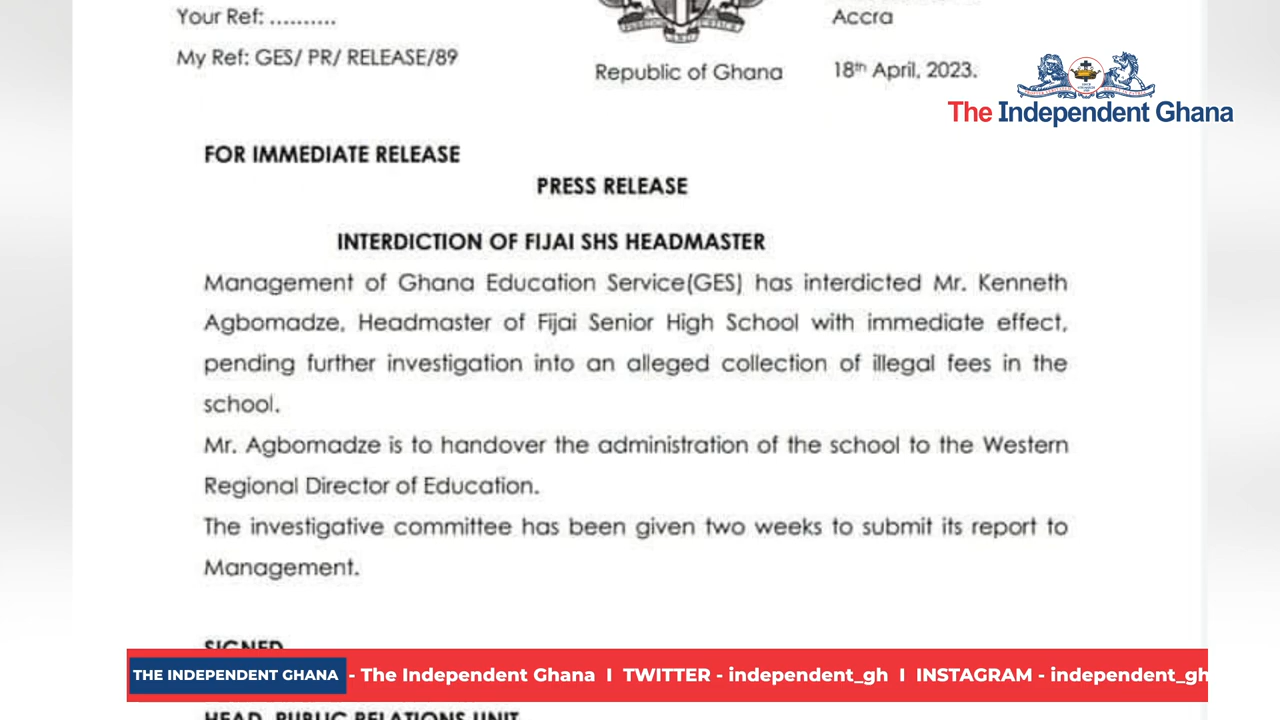 Your Ref: ..........
Accra
My Ref: GES/ PR/ RELEASE/89
Republic of Ghana
18th April, 2023.
The Independent Ghana
FOR IMMEDIATE RELEASE
PRESS RELEASE
INTERDICTION OF FIJAI SHS HEADMASTER
Management of Ghana Education Service(GES) has interdicted Mr. Kenneth
Agbomadze, Headmaster of Fijai Senior High School with immediate effect,
pending further investigation into an alleged collection of illegal fees in the
school.
Mr. Agbomadze is to handover the administration of the school to the Western
Regional Director of Education.
The investigative committee has been given two weeks to submit its report to
Management.
SIGNED
THE INDEPENDENT GHANA - The Independent Ghana I TWITTER - independent_gh I INSTAGRAM - independent_gh
HEAD, PUBLIC RELATIONS UNIT